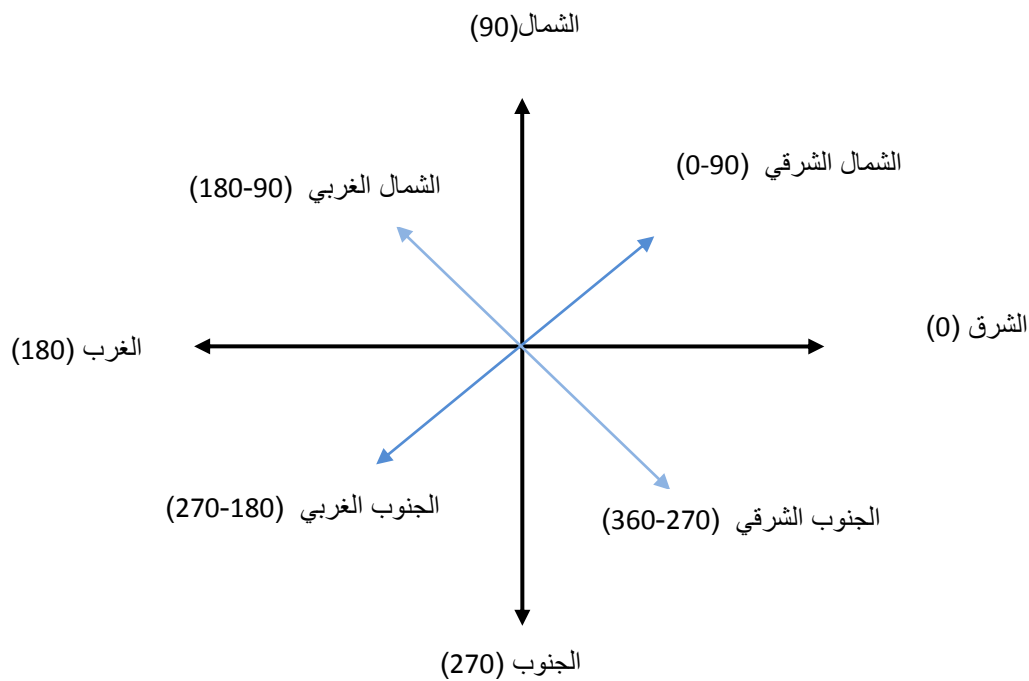 الشمال(90)
الشمال الشرقي (0-90)
الشمال الغربي (90-180)
الشرق (0)
الغرب (180)
الجنوب الغربي (180-270)
الجنوب الشرقي (270-360)
الجنوب (270)